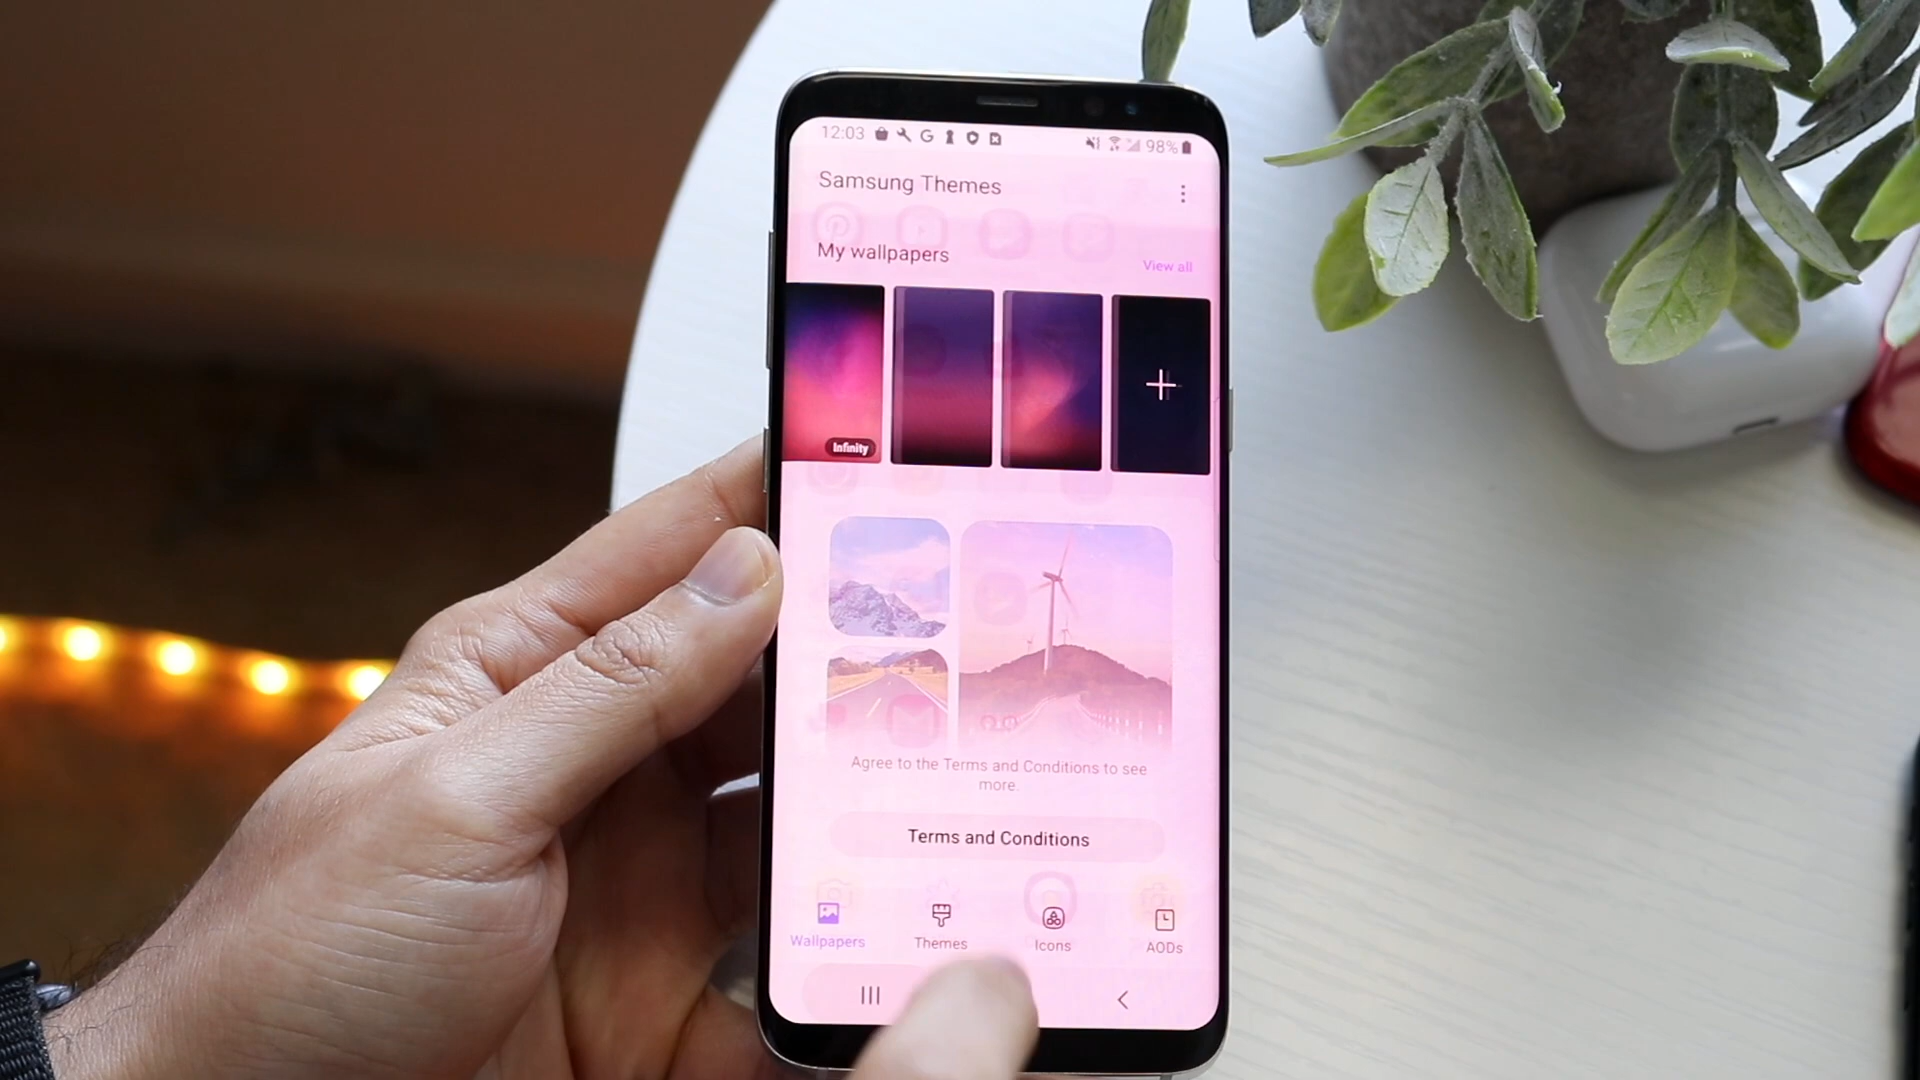 12:03
98%
Samsung Themes
My wallpapers
View all
Infinity
Agree to the Terms and Conditions to see
more.
Terms and Conditions
Wallpapers
Themes
Icons
AODs